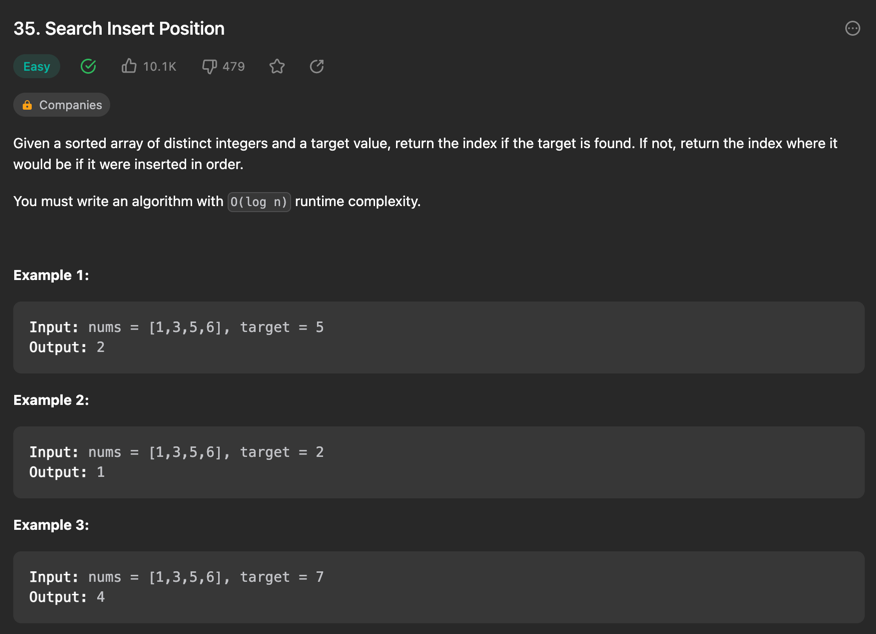 35. Search Insert Position
Easy 10.1K 479
Companies
Given a sorted array of distinct integers and a target value, return the index if the target is found. If not, return the index where it
would be if it were inserted in order.
You must write an algorithm with O(log n) runtime complexity.
Example 1:
Input: nums = [1,3,5,6], target = 5
Output: 2
Example 2:
Input: nums = [1,3,5,6], target = 2
Output: 1
Example 3:
Input: nums = [1,3,5,6], target = 7
Output: 4